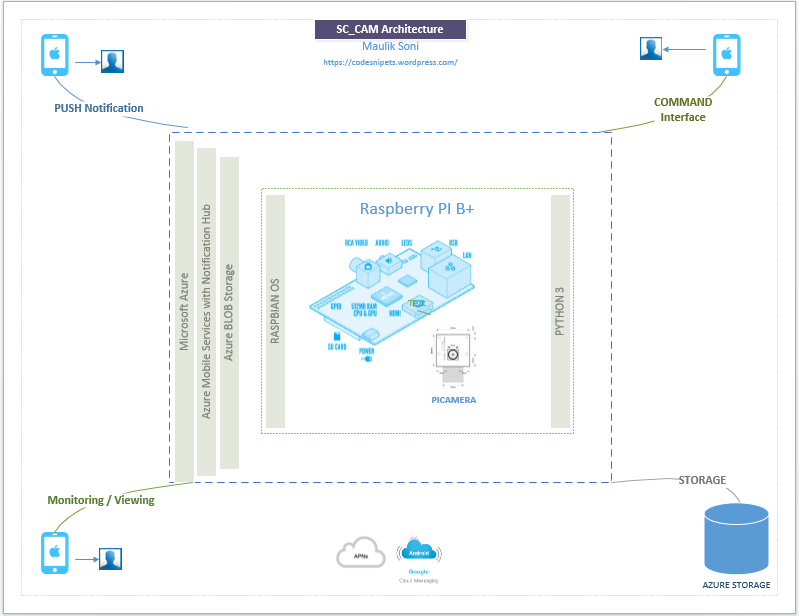 SC_CAM Architecture
Maulik Soni
https://codesnipets.wordpress.com/
PUSH Notification
COMMAND
Interface
Microsoft Azure
Azure Mobile Services with Notification Hub
Azure BLOB Storage
RASPBIAN OS
Raspberry PI B+
RCA VIDEO
AUDIO
LEDS
USB
LAN
GPIO
512MB RAM
CPU & GPU
HDMI
TEXT
SD CARD
POWER
PICAMERA
PYTHON 3
Monitoring / Viewing
STORAGE
AZURE STORAGE
APNs
Android
Google
Cloud Messaging